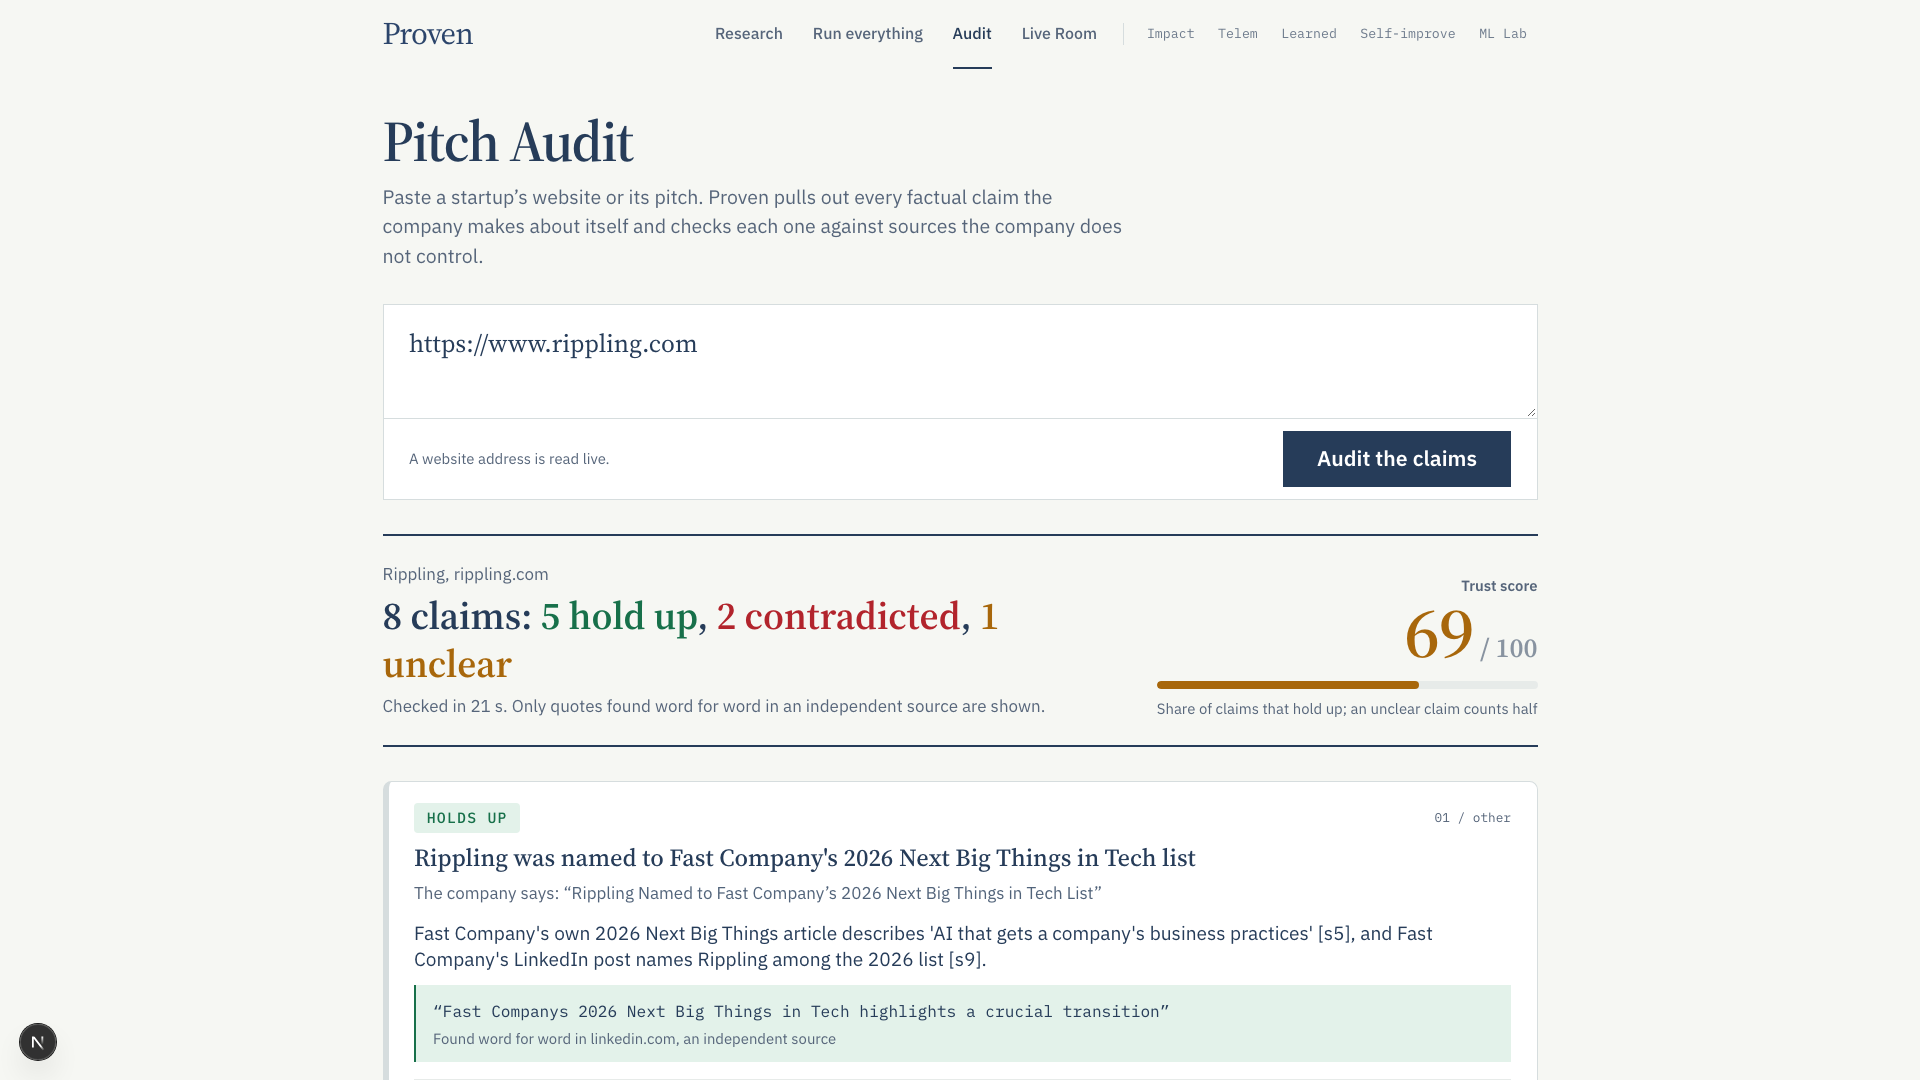 Proven
Research
Run everything
Audit
Live Room
Impact
Telem
Learned
Self-improve
ML Lab
Pitch Audit
Paste a startup’s website or its pitch. Proven pulls out every factual claim the
company makes about itself and checks each one against sources the company does
not control.
https://www.rippling.com
A website address is read live.
Audit the claims
Rippling, rippling.com
8 claims: 5 hold up, 2 contradicted, 1
unclear
Checked in 21 s. Only quotes found word for word in an independent source are shown.
Trust score
69 / 100
Share of claims that hold up; an unclear claim counts half
HOLDS UP
01 / other
Rippling was named to Fast Company's 2026 Next Big Things in Tech list
The company says: “Rippling Named to Fast Company’s 2026 Next Big Things in Tech List”
Fast Company's own 2026 Next Big Things article describes 'AI that gets a company's business practices' [s5], and Fast
Company's LinkedIn post names Rippling among the 2026 list [s9].
“Fast Companys 2026 Next Big Things in Tech highlights a crucial transition”
Found word for word in linkedin.com, an independent source
N